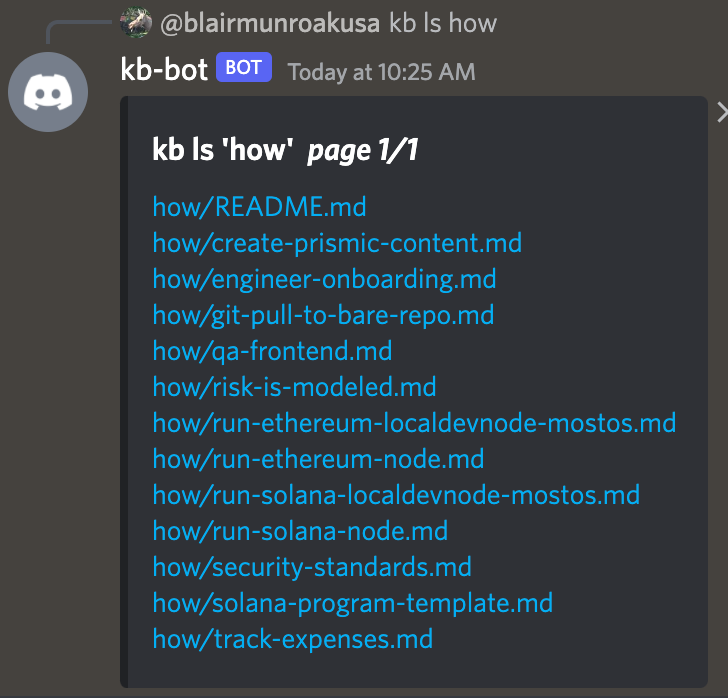 @blairmunroakusa kb ls how
kb-bot BOT Today at 10:25 AM
kb ls 'how' page 1/1
how/README.md
how/create-prismic-content.md
how/engineer-onboarding.md
how/git-pull-to-bare-repo.md
how/qa-frontend.md
how/risk-is-modeled.md
how/run-ethereum-localdevnode-mostos.md
how/run-ethereum-node.md
how/run-solana-localdevnode-mostos.md
how/run-solana-node.md
how/security-standards.md
how/solana-program-template.md
how/track-expenses.md